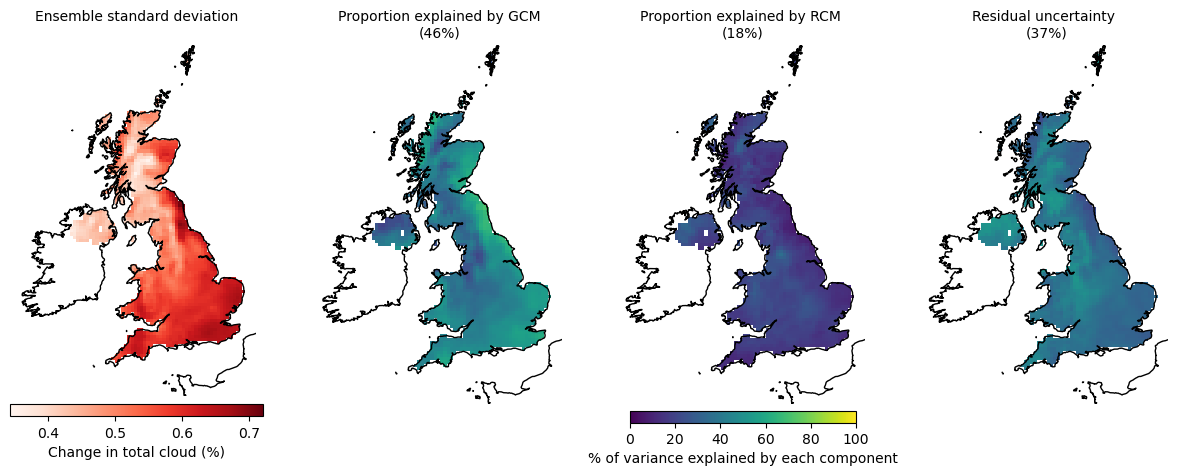 Ensemble standard deviation
Proportion explained by GCM
(46%)
Proportion explained by RCM
(18%)
Residual uncertainty
(37%)
0.4 0.5 0.6 0.7
Change in total cloud (%)
0 20 40 60 80 100
% of variance explained by each component